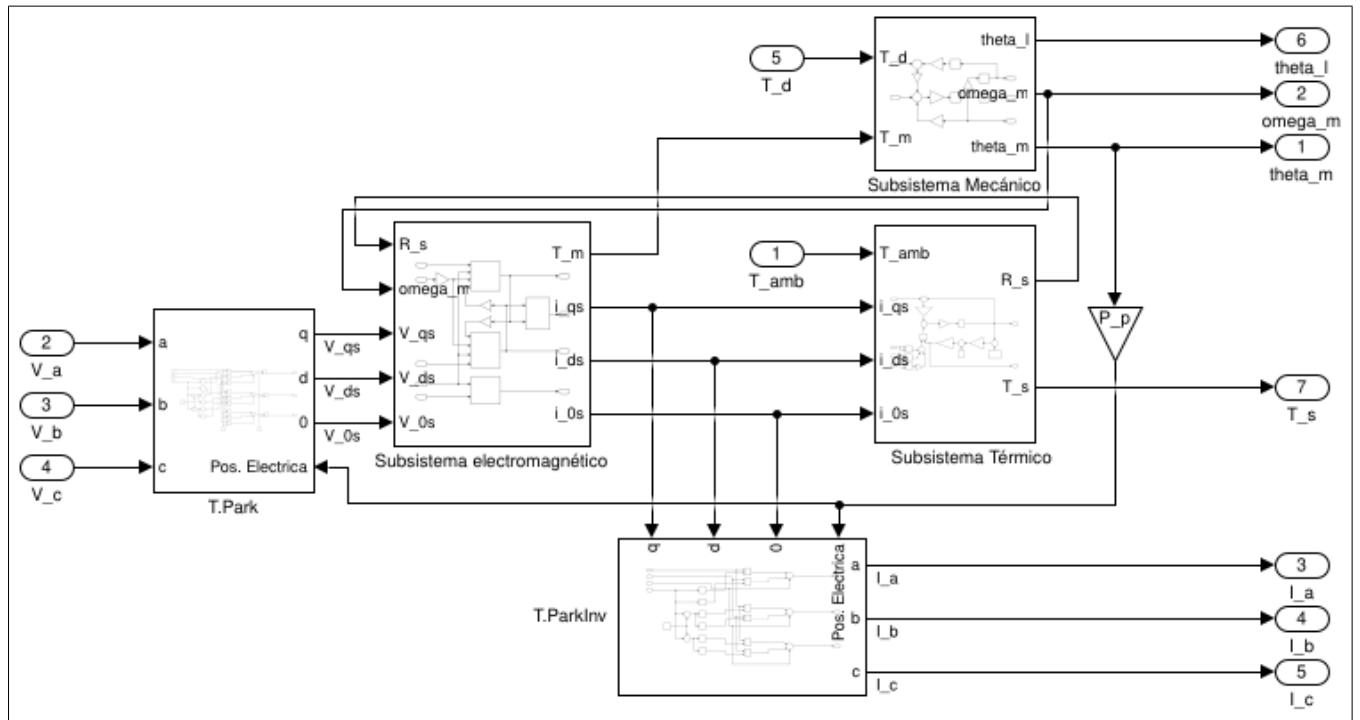 5
T_d
T_d
T_m
theta_l
omega_m
theta_m
Subsistema Mecánico
6
theta_l
2
omega_m
1
theta_m
R_s
omega_m
V_qs
V_ds
V_0s
T_m
i_qs
i_ds
i_0s
Subsistema electromagnético
1
T_amb
T_amb
i_qs
i_ds
i_0s
R_s
T_s
Subsistema Térmico
P_p
7
T_s
2
V_a
3
V_b
4
V_c
a
b
c
q
d
0
Pos. Electrica
T.Park
V_qs
V_ds
V_0s
q
d
0
Pos. Electrica
a
b
c
T.ParkInv
I_a
I_b
I_c
3
I_a
4
I_b
5
I_c